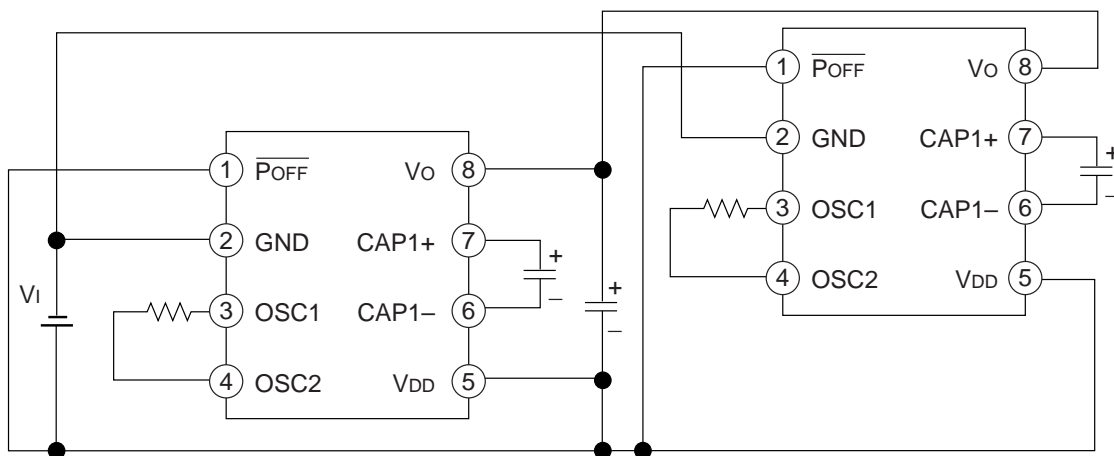 1 POFF VO 8
2 GND CAP1+ 7
3 OSC1 CAP1– 6
4 OSC2 VDD 5
+
–
1 POFF VO 8
2 GND CAP1+ 7
3 OSC1 CAP1– 6
4 OSC2 VDD 5
+
–
+
–
VI